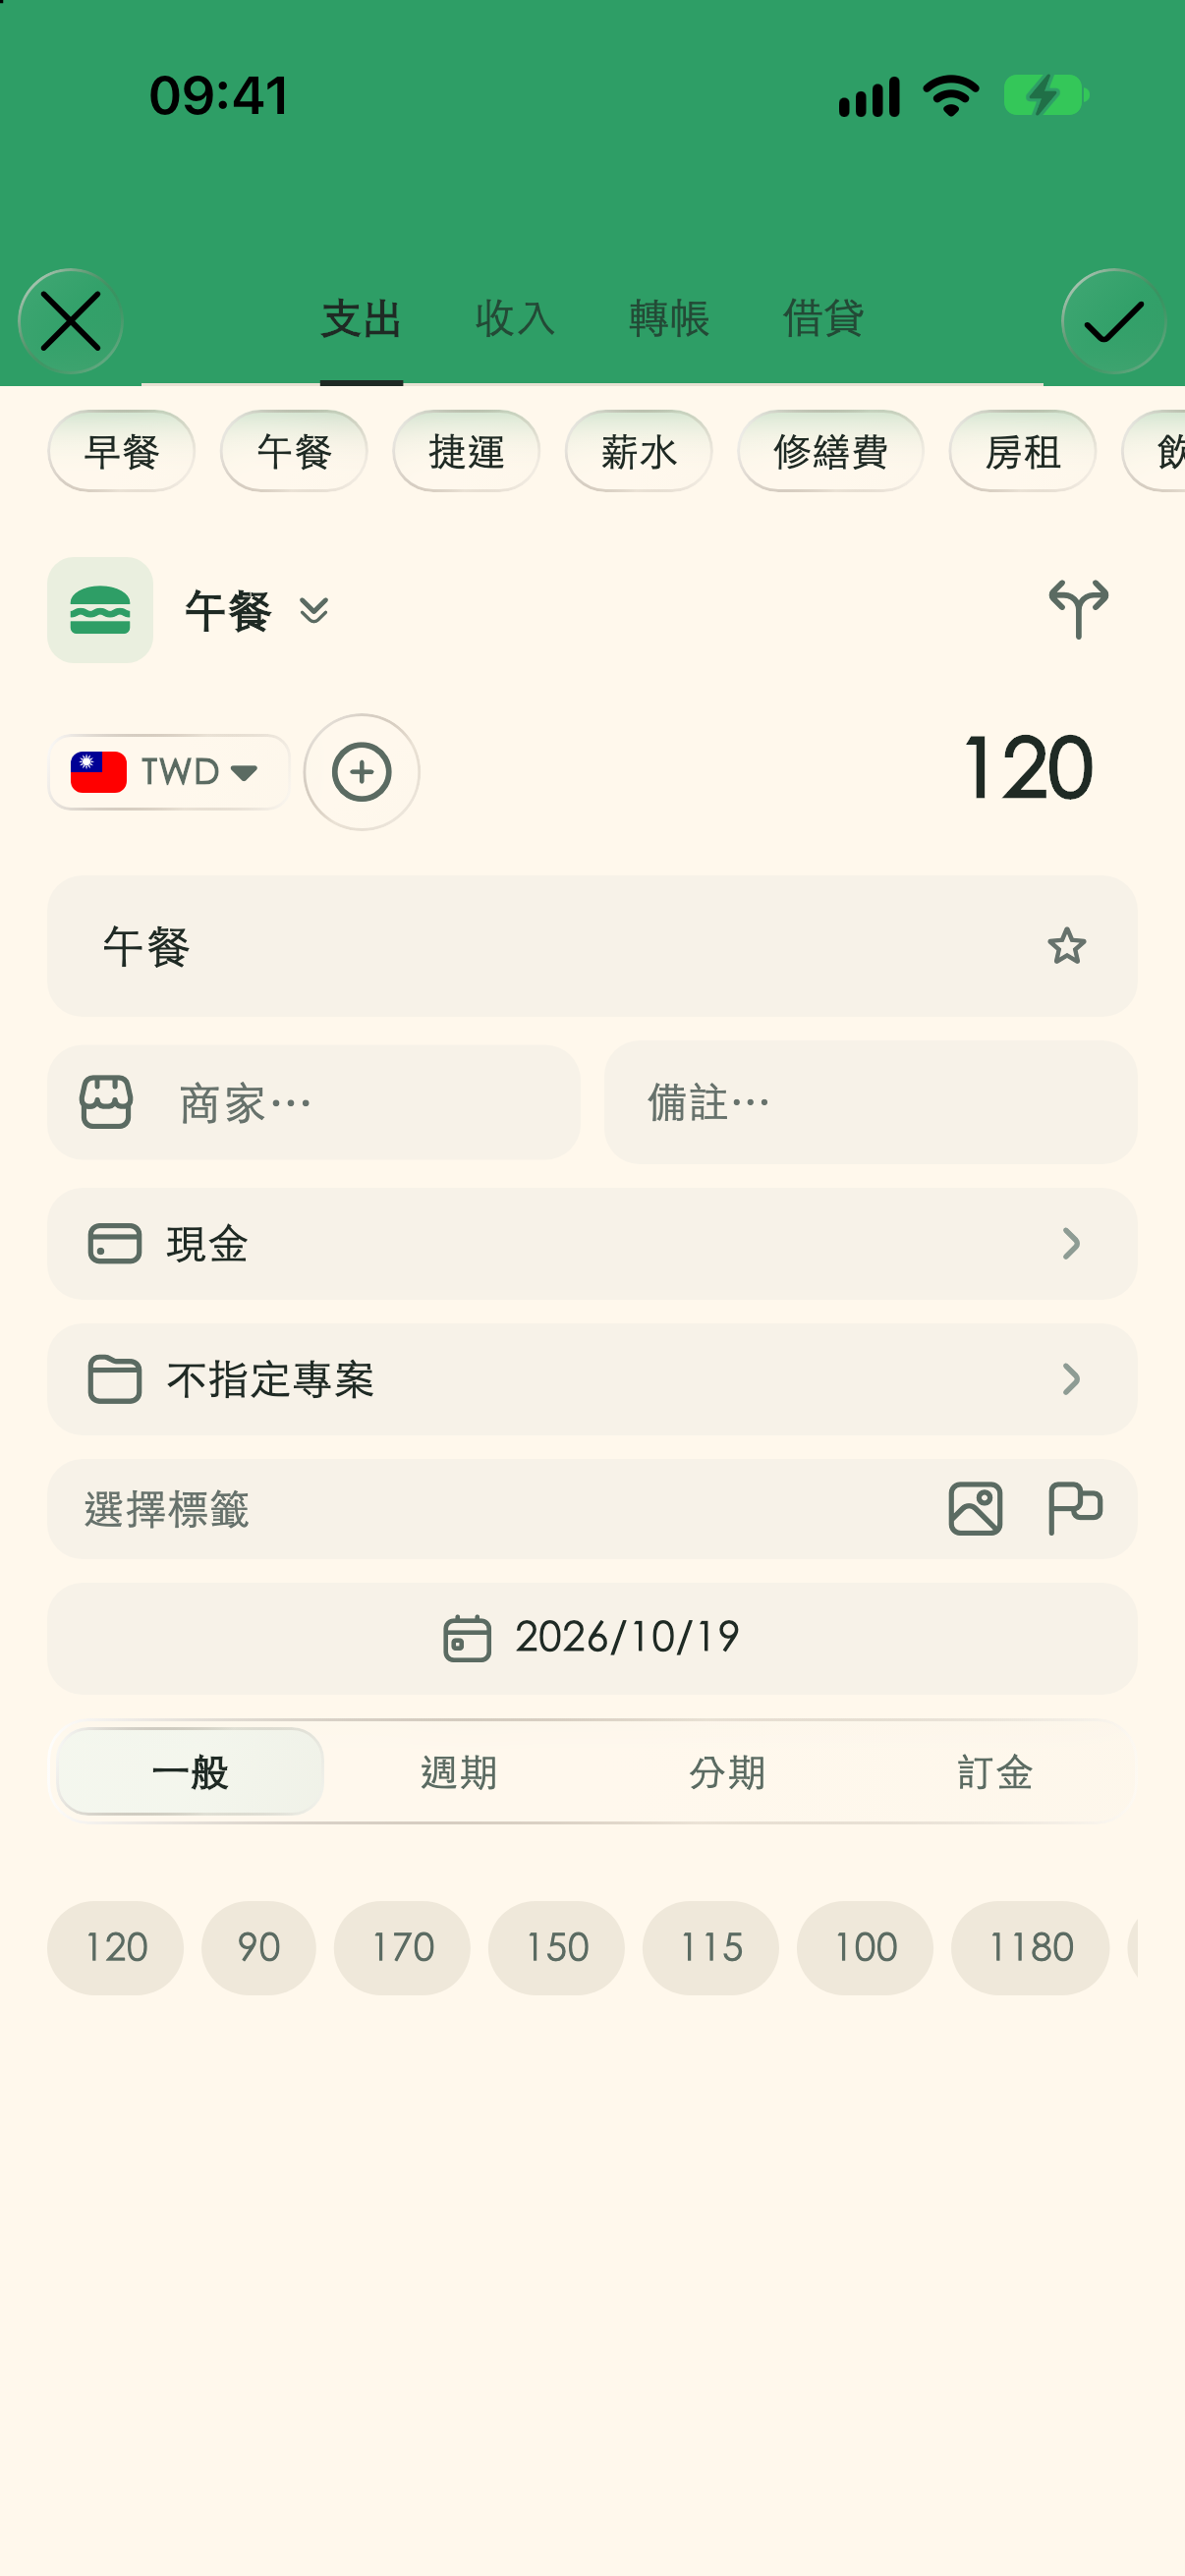 09:41
支出 收入 轉帳 借貸
早餐 午餐 捷運 薪水 修繕費 房租 飲
午餐
TWD 120
午餐
商家⋯ 備註⋯
現金
不指定專案
選擇標籤
2026/10/19
一般 週期 分期 訂金
120 90 170 150 115 100 1180